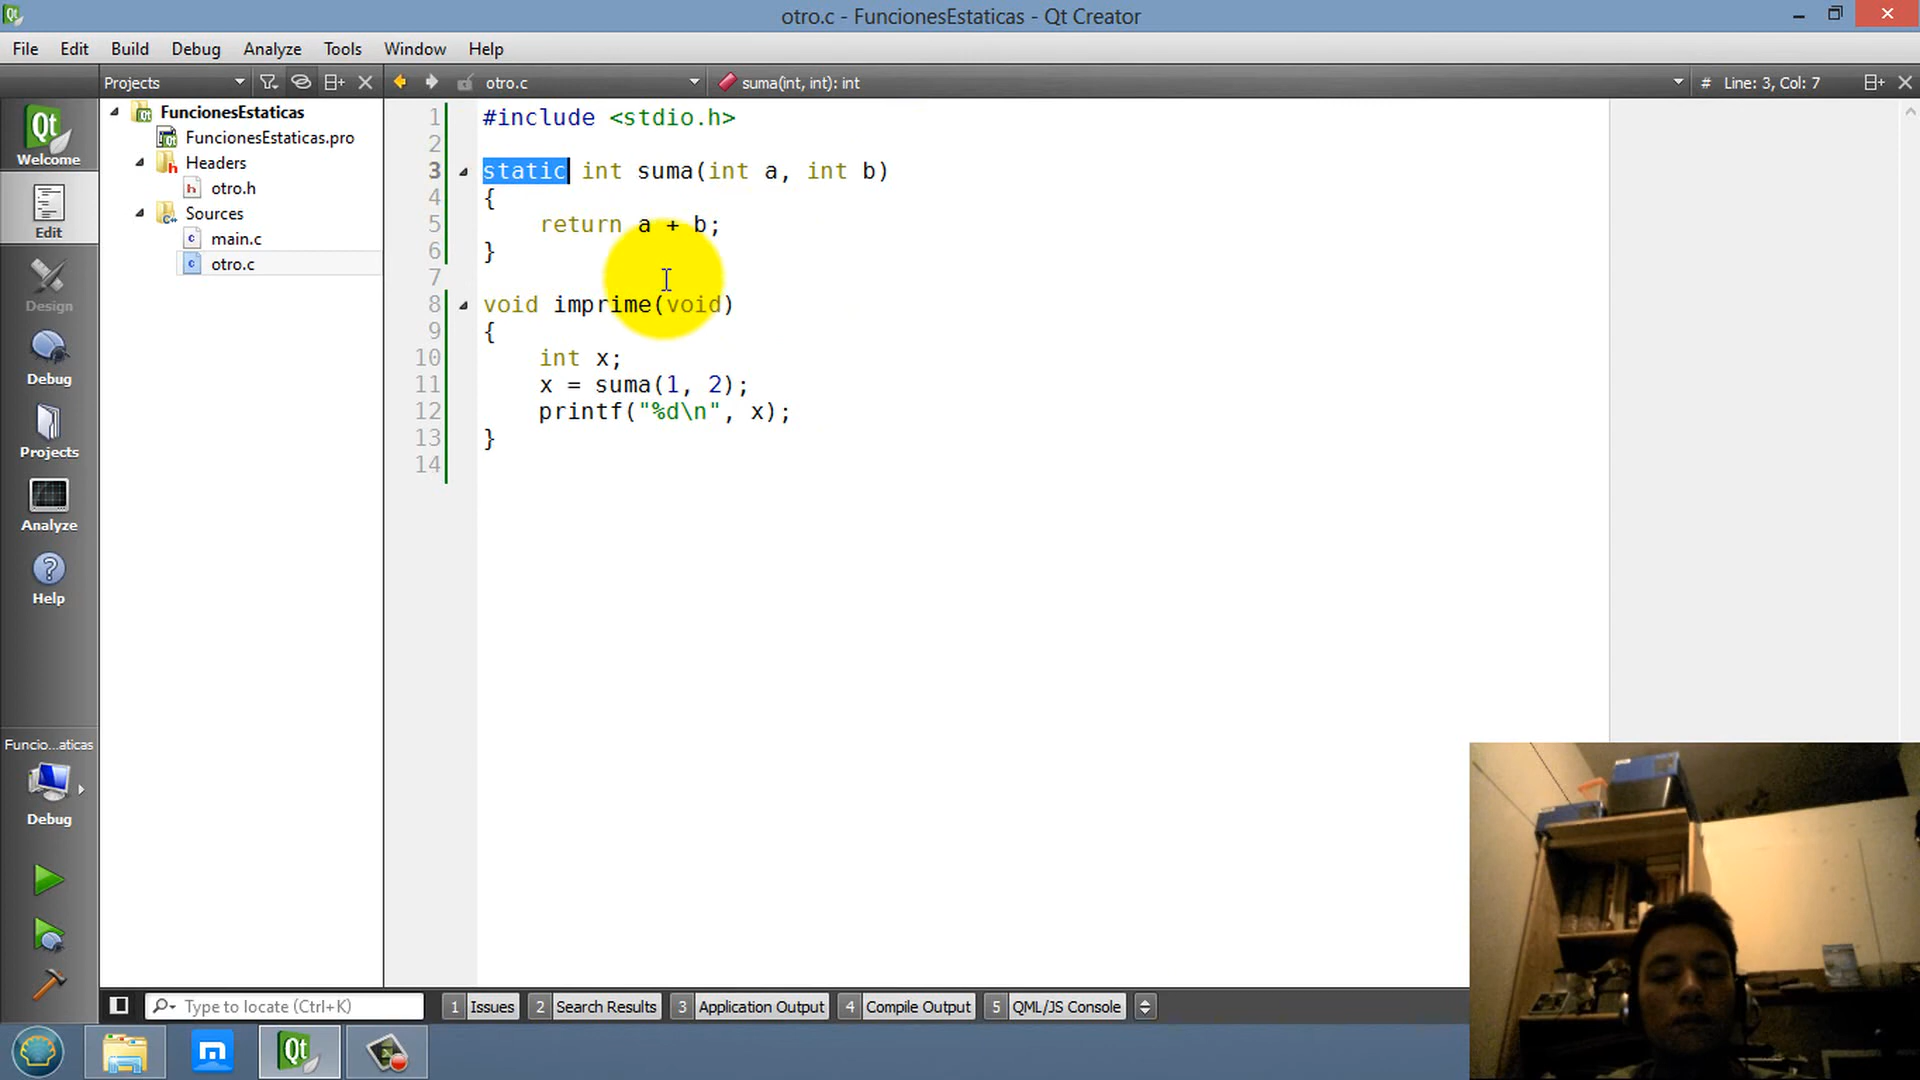 otro.c - FuncionesEstaticas - Qt Creator
File Edit Build Debug Analyze Tools Window Help
Projects otro.c suma(int, int): int # Line: 3, Col: 7
Welcome
Edit
Design
Debug
Projects
Analyze
Help
FuncionesEstaticas
FuncionesEstaticas.pro
Headers
otro.h
Sources
main.c
otro.c
1 #include <stdio.h>
2
3 static int suma(int a, int b)
4 {
5 return a + b;
6 }
7
8 void imprime(void)
9 {
10 int x;
11 x = suma(1, 2);
12 printf("%d\n", x);
13 }
14
Funcio...aticas
Debug
Type to locate (Ctrl+K) 1 Issues 2 Search Results 3 Application Output 4 Compile Output 5 QML/JS Console